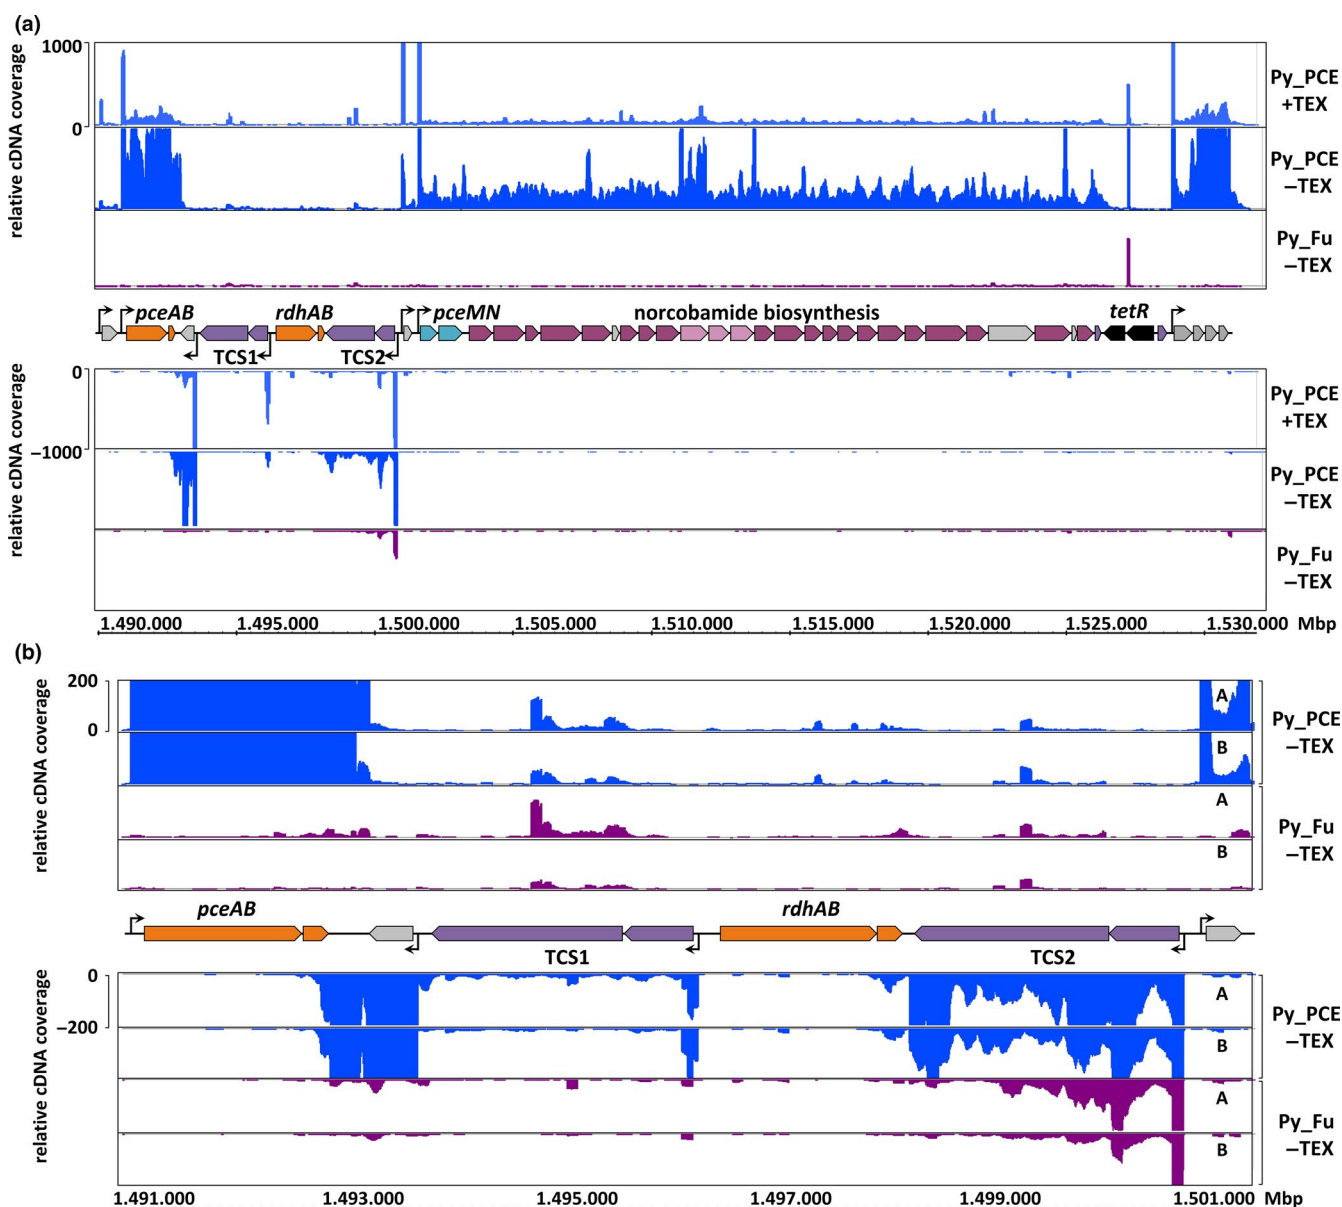 (a)
relative cDNA coverage
1000
0
Py_PCE
+TEX
Py_PCE
−TEX
Py_Fu
−TEX
pceAB
rdhAB
pceMN
norcobamide biosynthesis
tetR
TCS1
TCS2
relative cDNA coverage
0
−1000
Py_PCE
+TEX
Py_PCE
−TEX
Py_Fu
−TEX
1.490.000 1.495.000 1.500.000 1.505.000 1.510.000 1.515.000 1.520.000 1.525.000 1.530.000 Mbp
(b)
relative cDNA coverage
200
0
A
B
Py_PCE
−TEX
A
B
Py_Fu
−TEX
pceAB
rdhAB
TCS1
TCS2
relative cDNA coverage
0
−200
A
B
Py_PCE
−TEX
A
B
Py_Fu
−TEX
1.491.000 1.493.000 1.495.000 1.497.000 1.499.000 1.501.000 Mbp